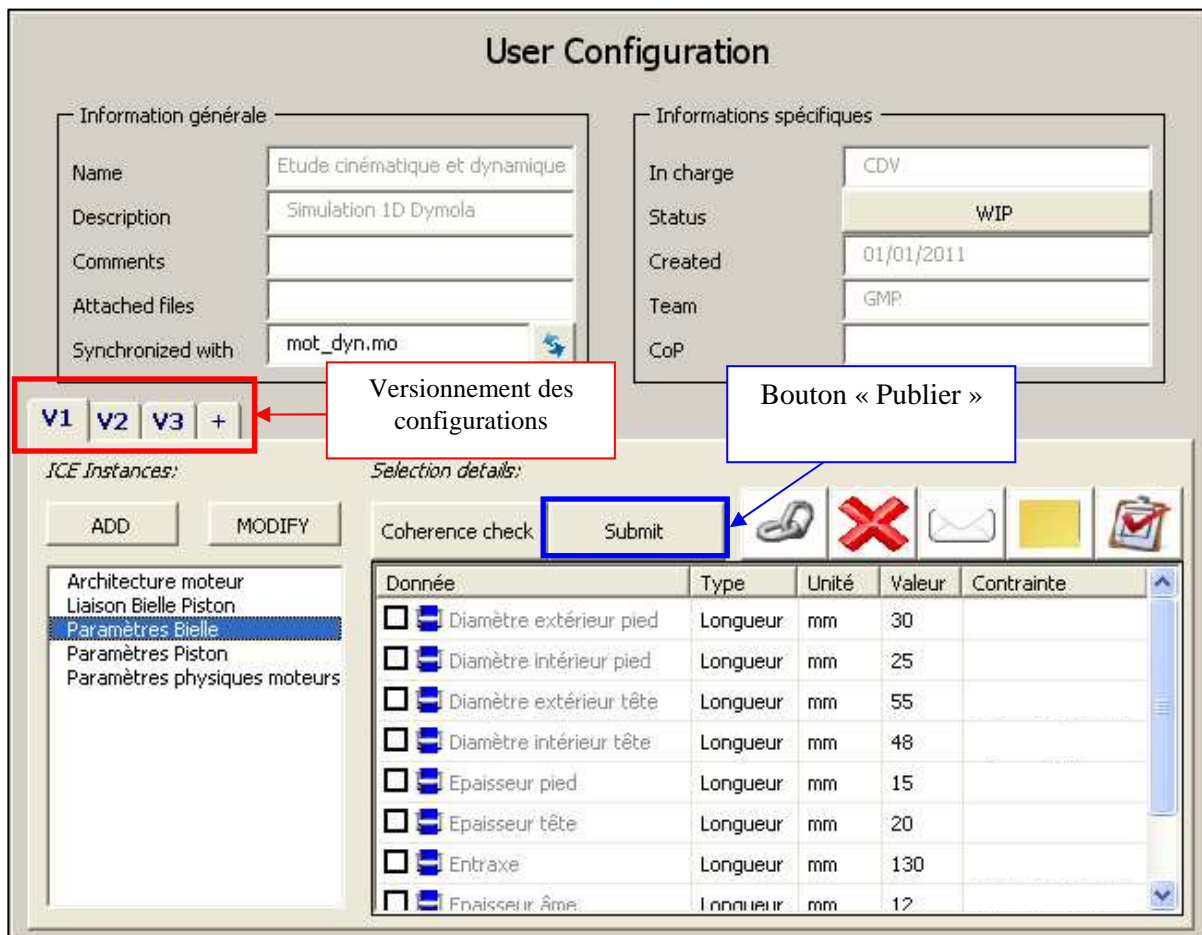 User Configuration
Information générale
Name
Etude cinématique et dynamique
Description
Simulation 1D Dymola
Comments
Attached files
Synchronized with
mot_dyn.mo
Informations spécifiques
In charge
CDV
Status
WIP
Created
01/01/2011
Team
GMP
CoP
Versionnement des
configurations
Bouton « Publier »
V1 V2 V3 +
ICE Instances:
ADD MODIFY
Architecture moteur
Liaison Bielle Piston
Paramètres Bielle
Paramètres Piston
Paramètres physiques moteurs
Selection details:
Coherence check Submit
Donnée Type Unité Valeur Contrainte
Diamètre extérieur pied Longueur mm 30
Diamètre intérieur pied Longueur mm 25
Diamètre extérieur tête Longueur mm 55
Diamètre intérieur tête Longueur mm 48
Epaisseur pied Longueur mm 15
Epaisseur tête Longueur mm 20
Entraxe Longueur mm 130
Epaisseur âme Longueur mm 12